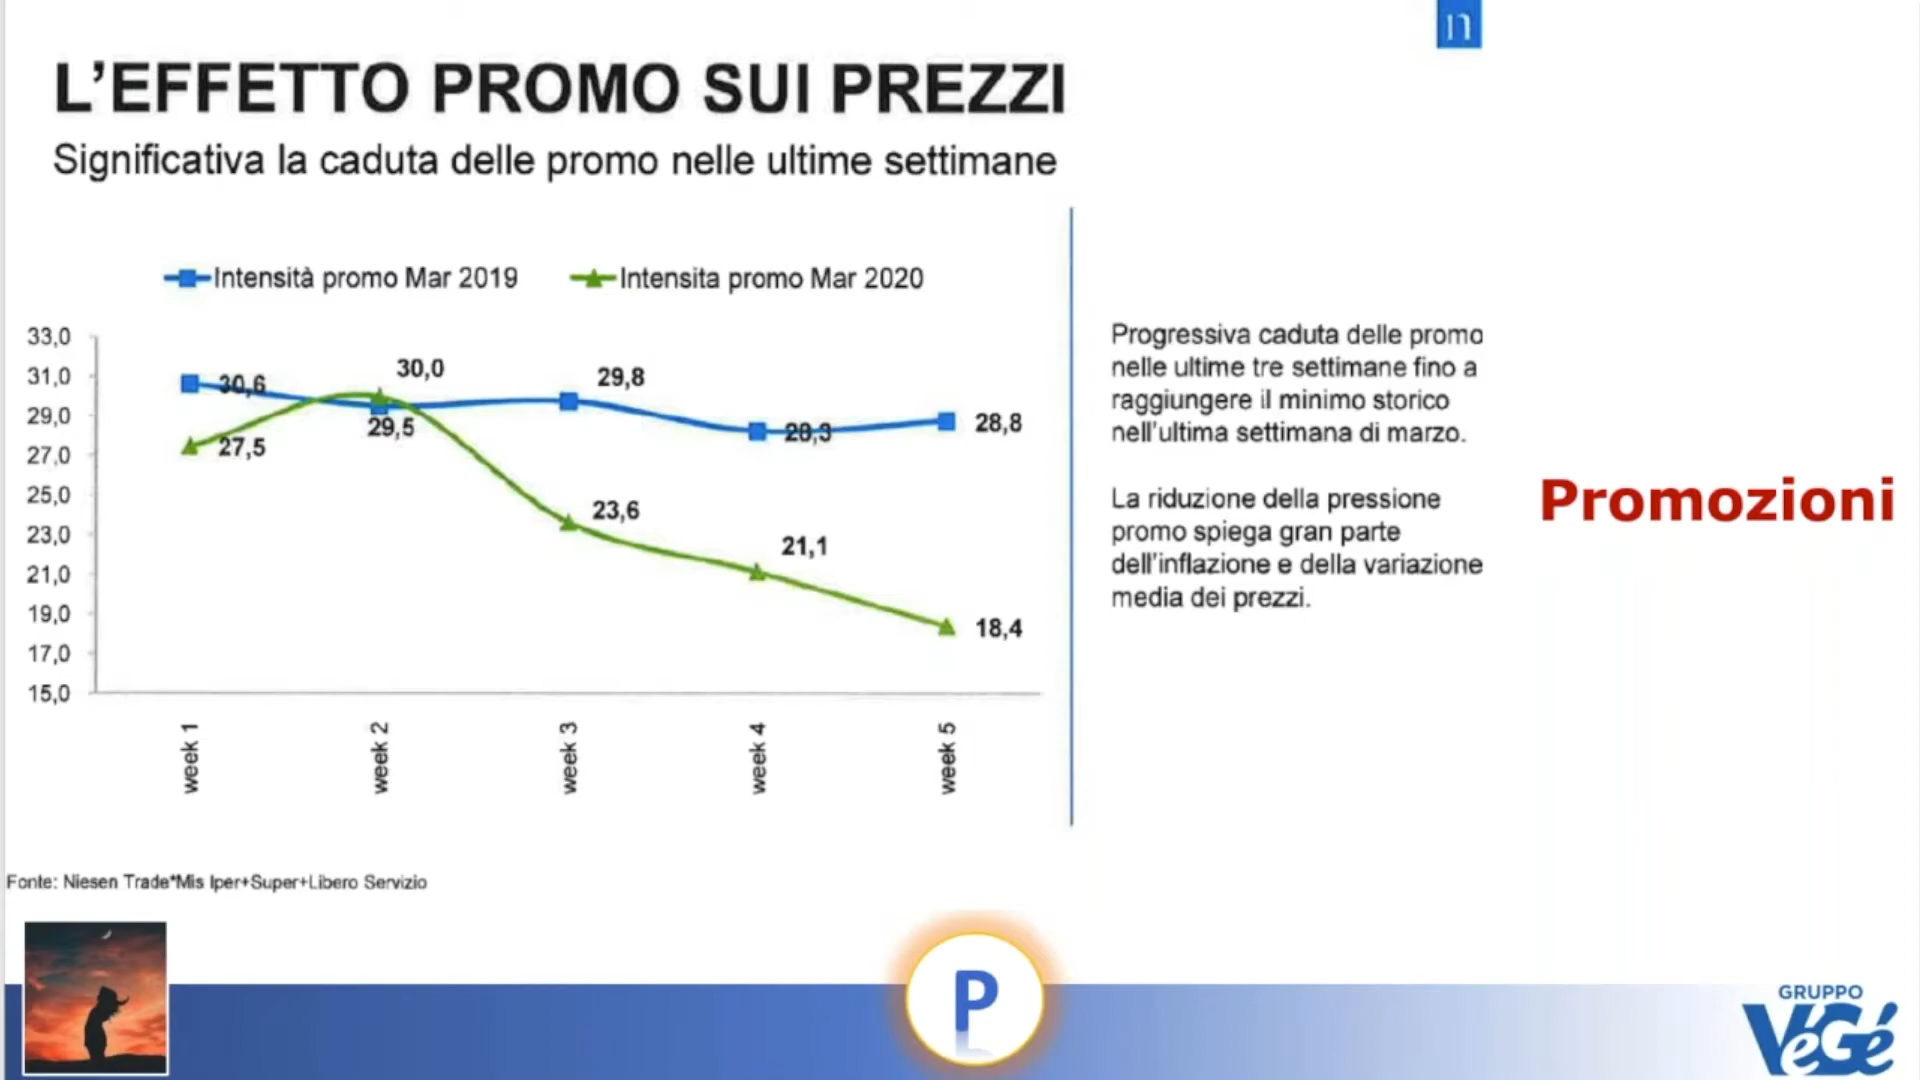 n
L'EFFETTO PROMO SUI PREZZI
Significativa la caduta delle promo nelle ultime settimane
Intensità promo Mar 2019
Intensita promo Mar 2020
33,0
31,0
29,0
27,0
25,0
23,0
21,0
19,0
17,0
15,0
30,6
29,5
29,8
28,3
28,8
27,5
30,0
23,6
21,1
18,4
week 1
week 2
week 3
week 4
week 5
Progressiva caduta delle promo
nelle ultime tre settimane fino a
raggiungere il minimo storico
nell'ultima settimana di marzo.
La riduzione della pressione
promo spiega gran parte
dell'inflazione e della variazione
media dei prezzi.
Promozioni
Fonte: Niesen Trade*Mis Iper+Super+Libero Servizio
P
GRUPPO
VéGé